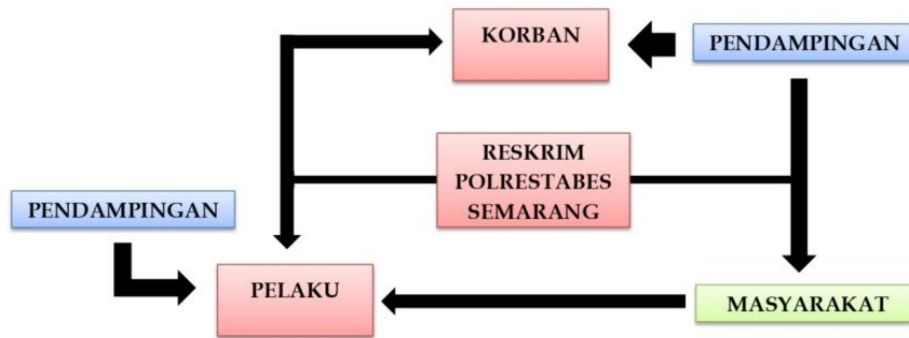 KORBAN
PENDAMPINGAN
RESKRIM
POLRESTABES
SEMARANG
PENDAMPINGAN
PELAKU
MASYARAKAT